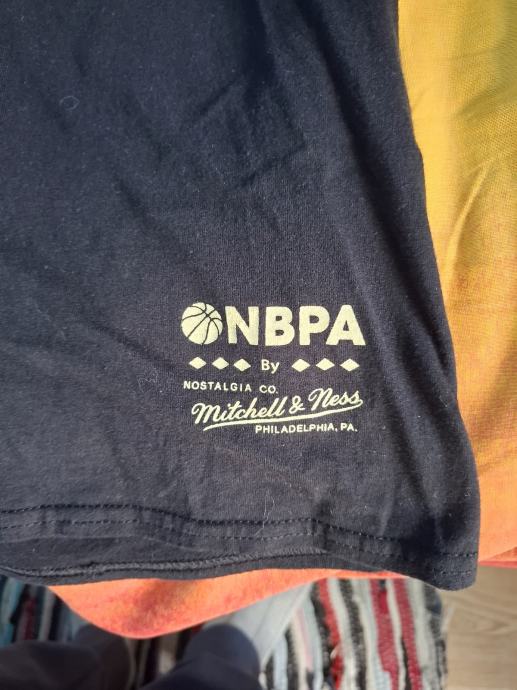 NBPA
By
NOSTALGIA CO.
Mitchell & Ness
PHILADELPHIA, PA.